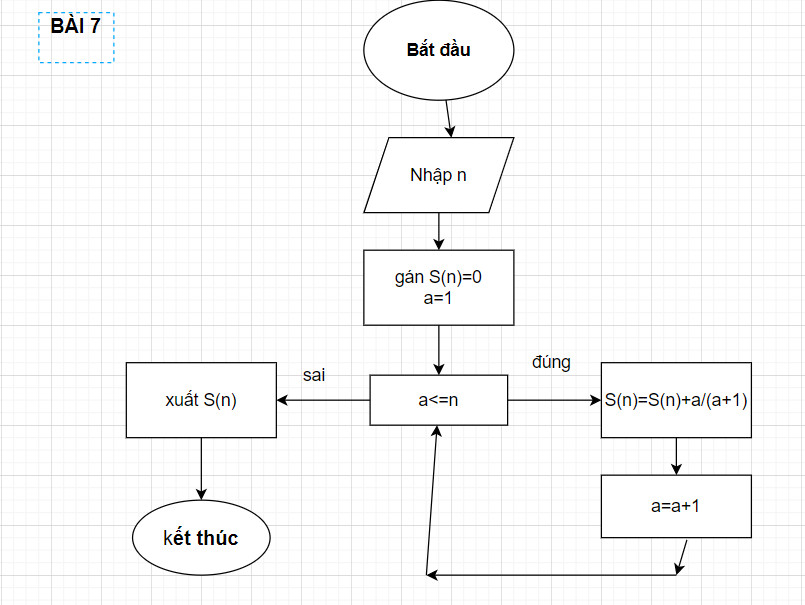 BÀI 7
Bắt đầu
Nhập n
gán S(n)=0
a=1
sai
đúng
xuất S(n)
a<=n
S(n)=S(n)+a/(a+1)
a=a+1
kết thúc